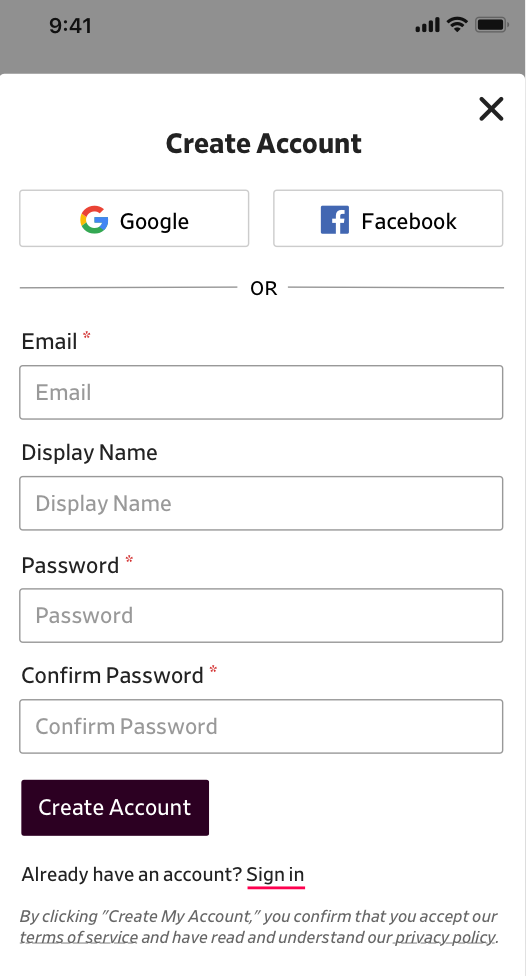 9:41
Create Account
Google
Facebook
OR
Email *
Email
Display Name
Display Name
Password *
Password
Confirm Password *
Confirm Password
Create Account
Already have an account? Sign in
By clicking "Create My Account," you confirm that you accept our
terms of service and have read and understand our privacy policy.